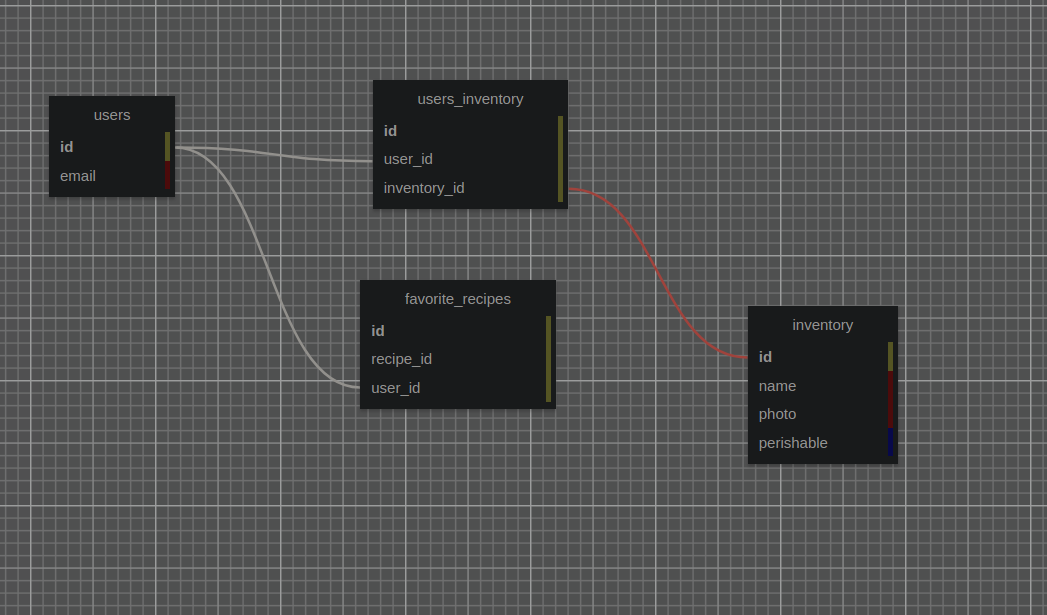 users
id
email
users_inventory
id
user_id
inventory_id
favorite_recipes
id
recipe_id
user_id
inventory
id
name
photo
perishable